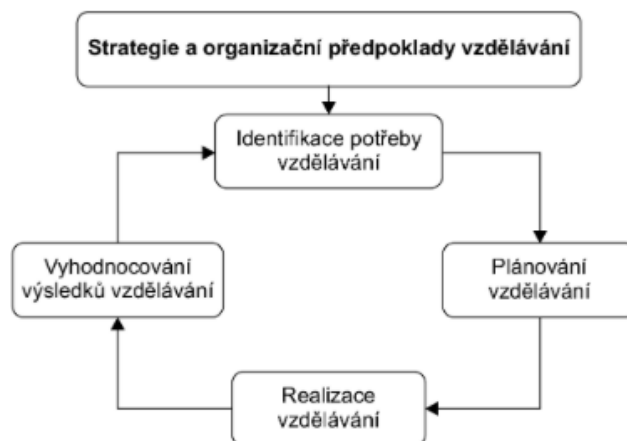 Strategie a organizační předpoklady vzdělávání
Identifikace potřeby
vzdělávání
Vyhodnocování
výsledků vzdělávání
Plánování
vzdělávání
Realizace
vzdělávání